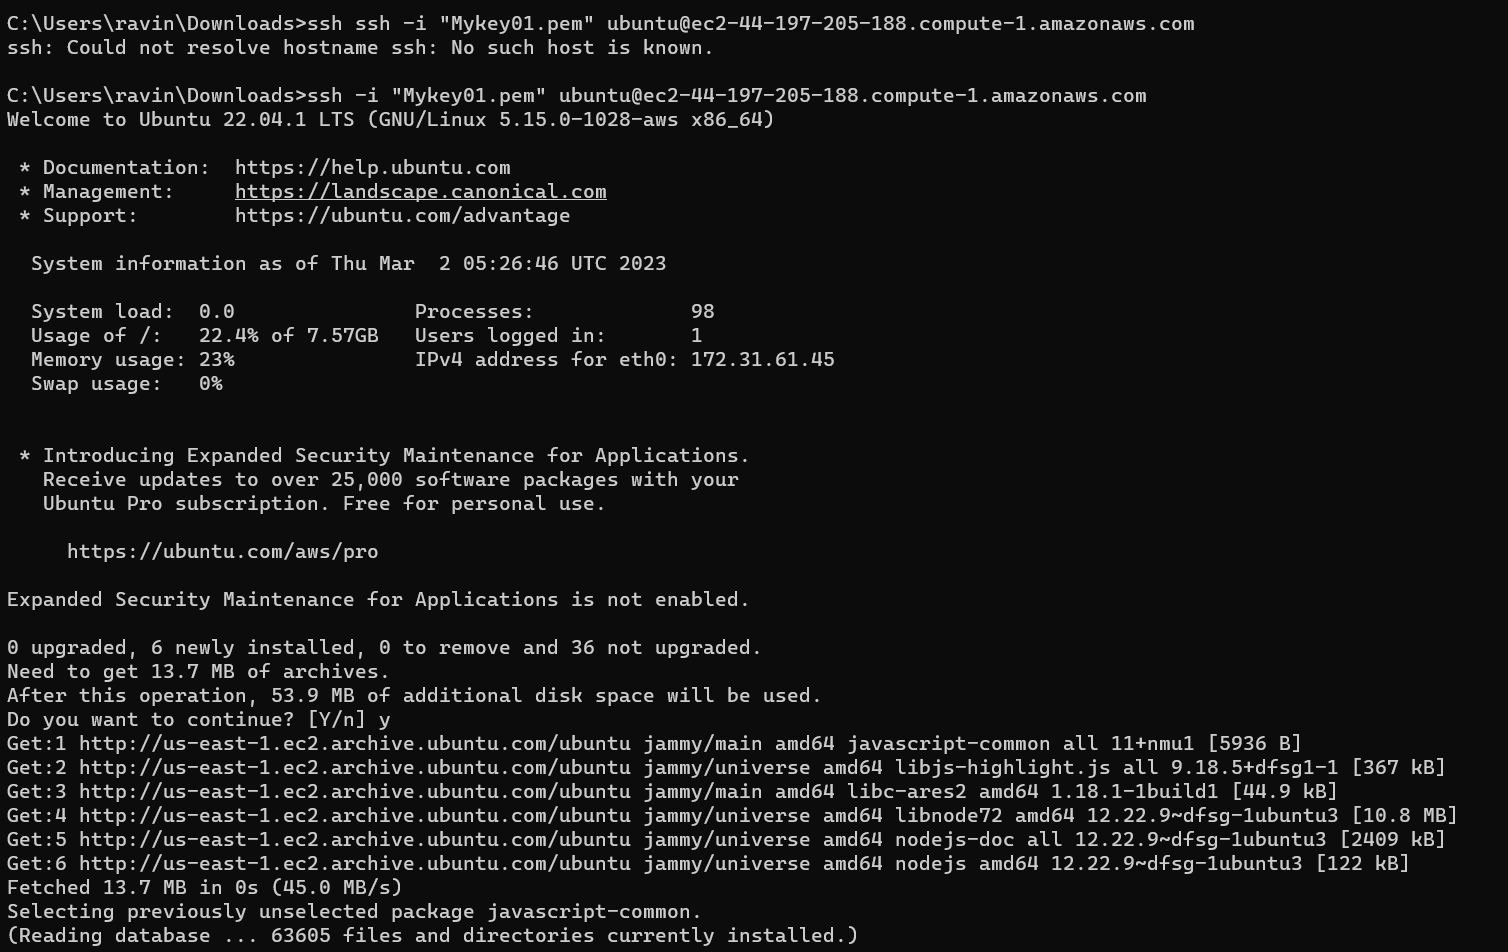 C:\Users\ravin\Downloads>ssh ssh -i "Mykey01.pem" ubuntu@ec2-44-197-205-188.compute-1.amazonaws.com
ssh: Could not resolve hostname ssh: No such host is known.
C:\Users\ravin\Downloads>ssh -i "Mykey01.pem" ubuntu@ec2-44-197-205-188.compute-1.amazonaws.com
Welcome to Ubuntu 22.04.1 LTS (GNU/Linux 5.15.0-1028-aws x86_64)
* Documentation:  https://help.ubuntu.com
* Management:     https://landscape.canonical.com
* Support:        https://ubuntu.com/advantage
System information as of Thu Mar  2 05:26:46 UTC 2023
System load:  0.0               Processes:             98
Usage of /:   22.4% of 7.57GB   Users logged in:       1
Memory usage: 23%               IPv4 address for eth0: 172.31.61.45
Swap usage:   0%
* Introducing Expanded Security Maintenance for Applications.
Receive updates to over 25,000 software packages with your
Ubuntu Pro subscription. Free for personal use.
https://ubuntu.com/aws/pro
Expanded Security Maintenance for Applications is not enabled.
0 upgraded, 6 newly installed, 0 to remove and 36 not upgraded.
Need to get 13.7 MB of archives.
After this operation, 53.9 MB of additional disk space will be used.
Do you want to continue? [Y/n] y
Get:1 http://us-east-1.ec2.archive.ubuntu.com/ubuntu jammy/main amd64 javascript-common all 11+nmu1 [5936 B]
Get:2 http://us-east-1.ec2.archive.ubuntu.com/ubuntu jammy/universe amd64 libjs-highlight.js all 9.18.5+dfsg1-1 [367 kB]
Get:3 http://us-east-1.ec2.archive.ubuntu.com/ubuntu jammy/main amd64 libc-ares2 amd64 1.18.1-1build1 [44.9 kB]
Get:4 http://us-east-1.ec2.archive.ubuntu.com/ubuntu jammy/universe amd64 libnode72 amd64 12.22.9~dfsg-1ubuntu3 [10.8 MB]
Get:5 http://us-east-1.ec2.archive.ubuntu.com/ubuntu jammy/universe amd64 nodejs-doc all 12.22.9~dfsg-1ubuntu3 [2409 kB]
Get:6 http://us-east-1.ec2.archive.ubuntu.com/ubuntu jammy/universe amd64 nodejs amd64 12.22.9~dfsg-1ubuntu3 [122 kB]
Fetched 13.7 MB in 0s (45.0 MB/s)
Selecting previously unselected package javascript-common.
(Reading database ... 63605 files and directories currently installed.)